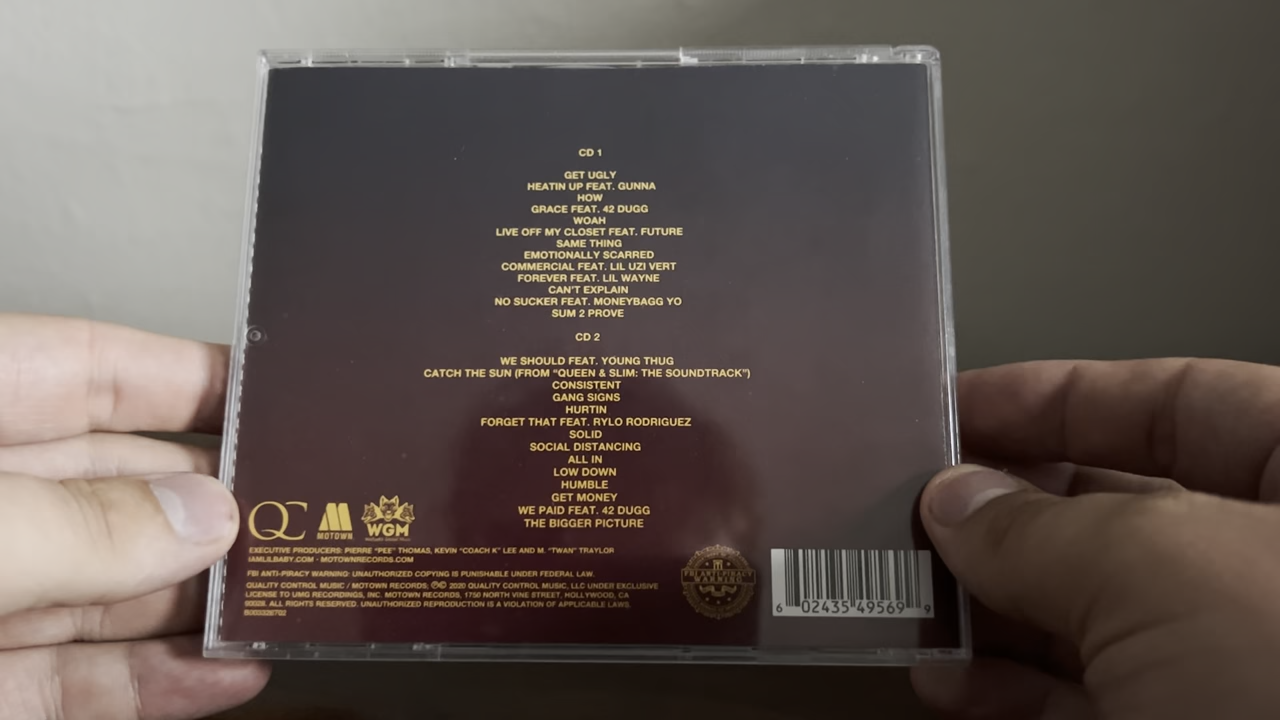 CD 1
GET UGLY
HEATIN UP FEAT. GUNNA
HOW
GRACE FEAT. 42 DUGG
WOAH
LIVE OFF MY CLOSET FEAT. FUTURE
SAME THING
EMOTIONALLY SCARRED
COMMERCIAL FEAT. LIL UZI VERT
FOREVER FEAT. LIL WAYNE
CAN'T EXPLAIN
NO SUCKER FEAT. MONEYBAGG YO
SUM 2 PROVE
CD 2
WE SHOULD FEAT. YOUNG THUG
CATCH THE SUN (FROM "QUEEN & SLIM: THE SOUNDTRACK")
CONSISTENT
GANG SIGNS
HURTIN
FORGET THAT FEAT. RYLO RODRIGUEZ
SOLID
SOCIAL DISTANCING
ALL IN
LOW DOWN
HUMBLE
GET MONEY
WE PAID FEAT. 42 DUGG
THE BIGGER PICTURE
QC MOTOWN WGM
EXECUTIVE PRODUCERS: PIERRE "PEE" THOMAS, KEVIN "COACH K" LEE AND M. "TWAN" TRAYLOR
IAMLILBABY.COM - MOTOWNRECORDS.COM
FBI ANTI-PIRACY WARNING: UNAUTHORIZED COPYING IS PUNISHABLE UNDER FEDERAL LAW.
QUALITY CONTROL MUSIC / MOTOWN RECORDS; ℗© 2020 QUALITY CONTROL MUSIC, LLC UNDER EXCLUSIVE
LICENSE TO UMG RECORDINGS, INC. MOTOWN RECORDS, 1750 NORTH VINE STREET, HOLLYWOOD, CA
90028. ALL RIGHTS RESERVED. UNAUTHORIZED REPRODUCTION IS A VIOLATION OF APPLICABLE LAWS.
FBI ANTI-PIRACY
WARNING
6 02435 49569 9